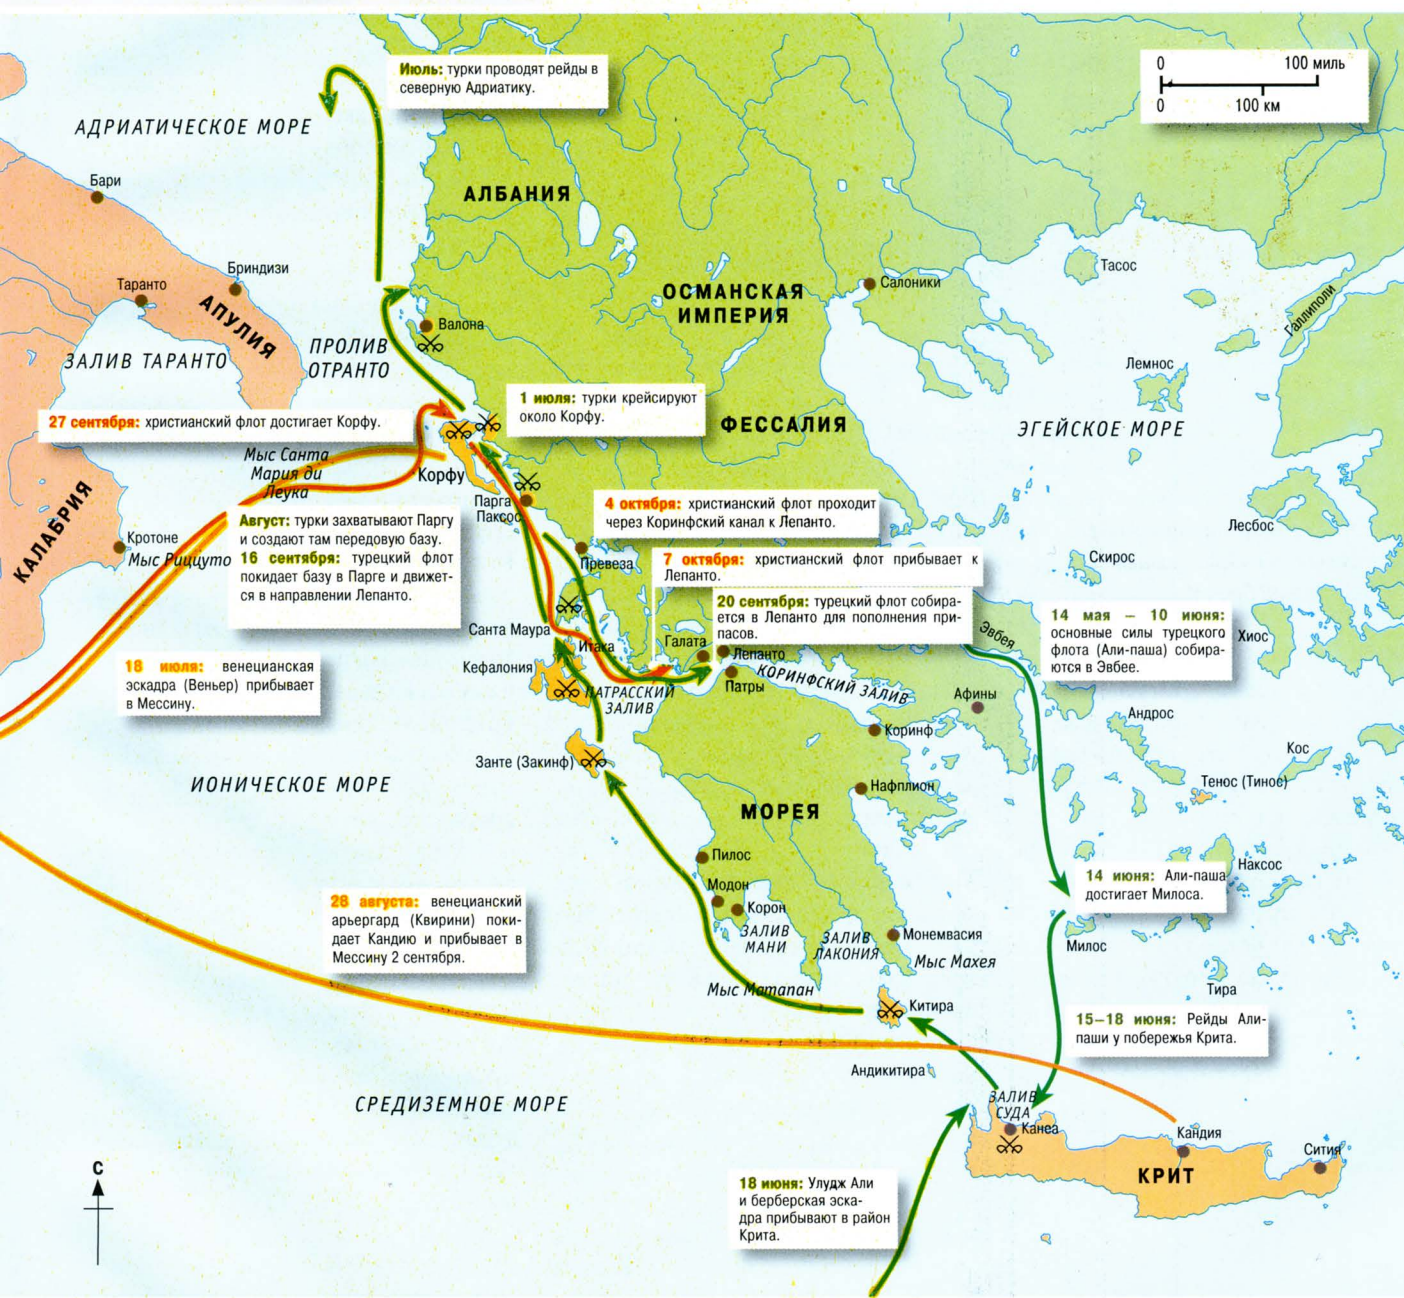 Июль: турки проводят рейды в
северную Адриатику.
0 100 миль
0 100 км
АДРИАТИЧЕСКОЕ МОРЕ
Бари
АЛБАНИЯ
Бриндизи
Таранто
АПУЛИЯ
ЗАЛИВ ТАРАНТО
ПРОЛИВ
ОТРАНТО
Валона
ОСМАНСКАЯ
ИМПЕРИЯ
Салоники
Тасос
Галлиполи
Лемнос
27 сентября: христианский флот достигает Корфу.
1 июля: турки крейсируют
около Корфу.
ФЕССАЛИЯ
ЭГЕЙСКОЕ МОРЕ
Мыс Санта
Мария ди
Леука
Корфу
КАЛАБРИЯ
Кротоне
Мыс Риццуто
Парга
Паксос
4 октября: христианский флот проходит
через Коринфский канал к Лепанто.
Лесбос
Август: турки захватывают Паргу
и создают там передовую базу.
16 сентября: турецкий флот
покидает базу в Парге и движет-
ся в направлении Лепанто.
Превеза
7 октября: христианский флот прибывает к
Лепанто.
Скирос
20 сентября: турецкий флот собира-
ется в Лепанто для пополнения при-
пасов.
Эвбея
14 мая – 10 июня:
основные силы турецкого
флота (Али-паша) собира-
ются в Эвбее.
Хиос
Санта Маура
Итака
Галата
Лепанто
Кефалония
18 июля: венецианская
эскадра (Веньер) прибывает
в Мессину.
ПАТРАССКИЙ
ЗАЛИВ
Патры
КОРИНФСКИЙ ЗАЛИВ
Афины
Андрос
Коринф
Кос
Занте (Закинф)
ИОНИЧЕСКОЕ МОРЕ
Нафплион
Тенос (Тинос)
МОРЕЯ
Пилос
Наксос
14 июня: Али-паша
достигает Милоса.
Модон
Корон
28 августа: венецианский
арьергард (Квирини) поки-
дает Кандию и прибывает в
Мессину 2 сентября.
ЗАЛИВ
МАНИ
ЗАЛИВ
ЛАКОНИЯ
Монемвасия
Милос
Мыс Махея
Мыс Матапан
Тира
Китира
15–18 июня: Рейды Али-
паши у побережья Крита.
Андикитира
СРЕДИЗЕМНОЕ МОРЕ
ЗАЛИВ
СУДА
Канеа
Кандия
Сития
КРИТ
С
18 июня: Улудж Али
и берберская эска-
дра прибывают в район
Крита.